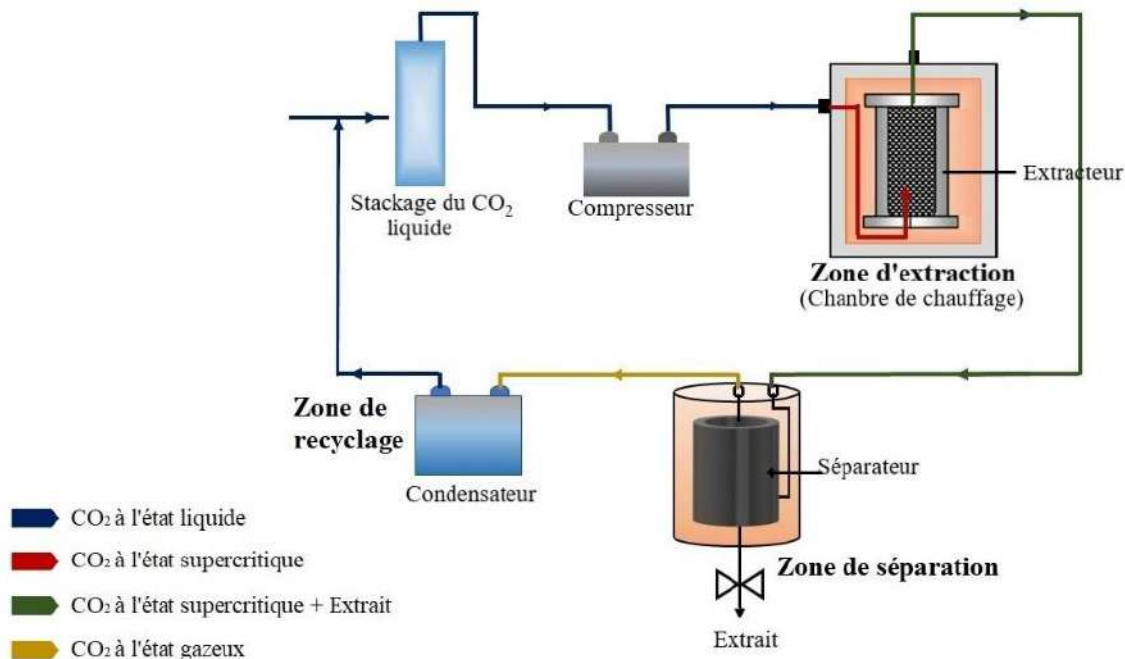 Stackage du CO₂
liquide
Compresseur
Extracteur
Zone d'extraction
(Chanbre de chauffage)
Zone de
recyclage
Condensateur
Séparateur
Zone de séparation
Extrait
CO₂ à l'état liquide
CO₂ à l'état supercritique
CO₂ à l'état supercritique + Extrait
CO₂ à l'état gazeux